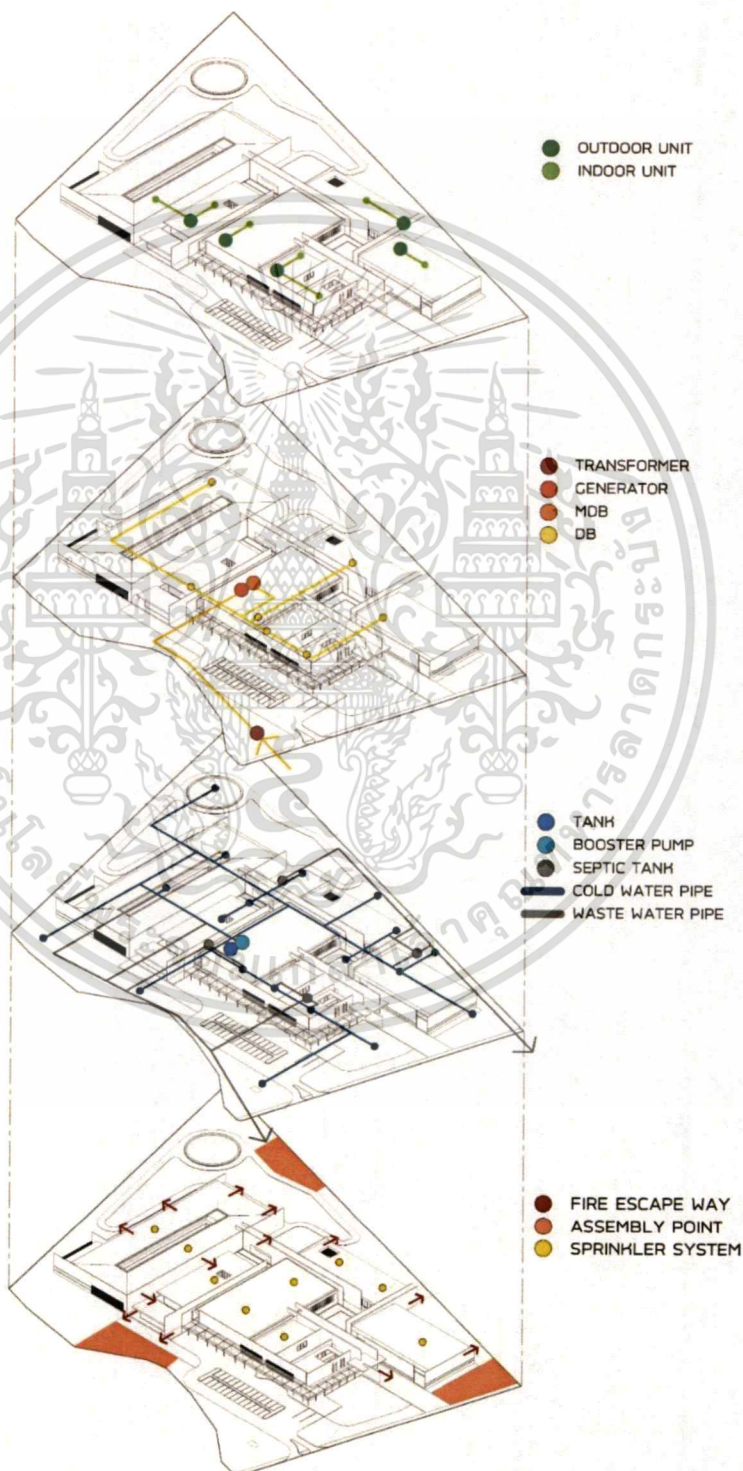 OUTDOOR UNIT
INDOOR UNIT
TRANSFORMER
GENERATOR
MDB
DB
TANK
BOOSTER PUMP
SEPTIC TANK
COLD WATER PIPE
WASTE WATER PIPE
FIRE ESCAPE WAY
ASSEMBLY POINT
SPRINKLER SYSTEM